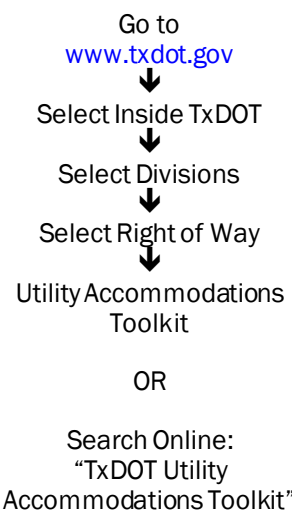 Go to
www.txdot.gov
🡫
Select Inside TxDOT
🡫
Select Divisions
🡫
Select Right of Way
🡫
Utility Accommodations
Toolkit
OR
Search Online:
“TxDOT Utility
Accommodations Toolkit”